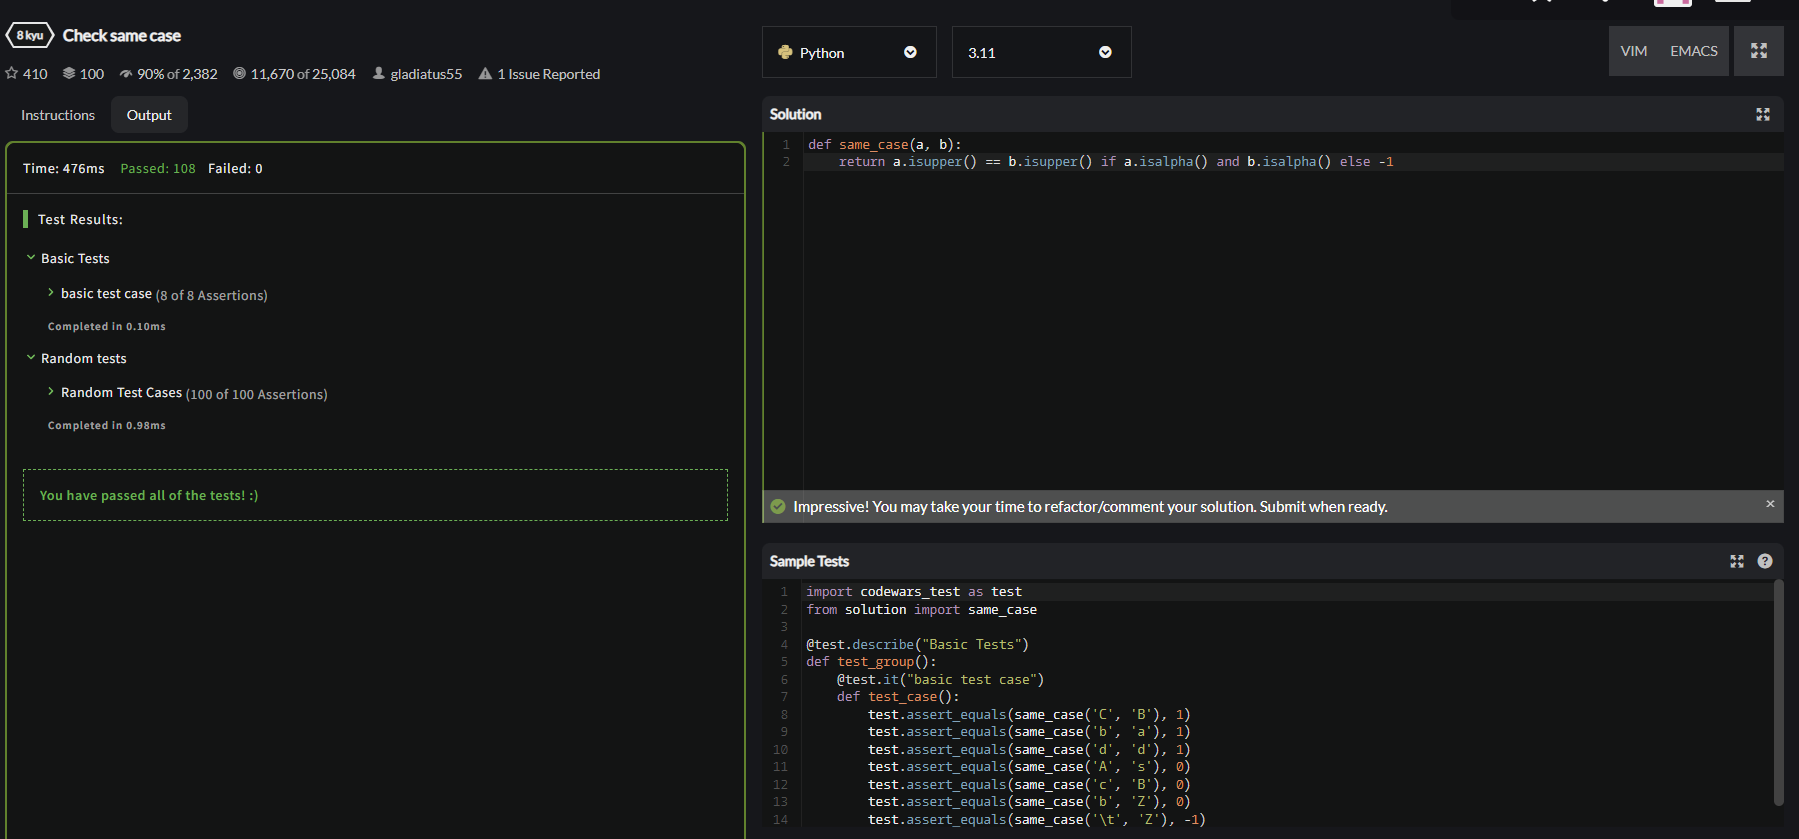 8 kyu Check same case
410 100 90% of 2,382 11,670 of 25,084 gladiatus55 1 Issue Reported
Instructions Output
Time: 476ms Passed: 108 Failed: 0
Test Results:
Basic Tests
basic test case (8 of 8 Assertions)
Completed in 0.10ms
Random tests
Random Test Cases (100 of 100 Assertions)
Completed in 0.98ms
You have passed all of the tests! :)
Python 3.11 VIM EMACS
Solution
1 def same_case(a, b):
2     return a.isupper() == b.isupper() if a.isalpha() and b.isalpha() else -1
Impressive! You may take your time to refactor/comment your solution. Submit when ready. ×
Sample Tests ?
1 import codewars_test as test
2 from solution import same_case
3
4 @test.describe("Basic Tests")
5 def test_group():
6     @test.it("basic test case")
7     def test_case():
8         test.assert_equals(same_case('C', 'B'), 1)
9         test.assert_equals(same_case('b', 'a'), 1)
10         test.assert_equals(same_case('d', 'd'), 1)
11         test.assert_equals(same_case('A', 's'), 0)
12         test.assert_equals(same_case('c', 'B'), 0)
13         test.assert_equals(same_case('b', 'Z'), 0)
14         test.assert_equals(same_case('\t', 'Z'), -1)